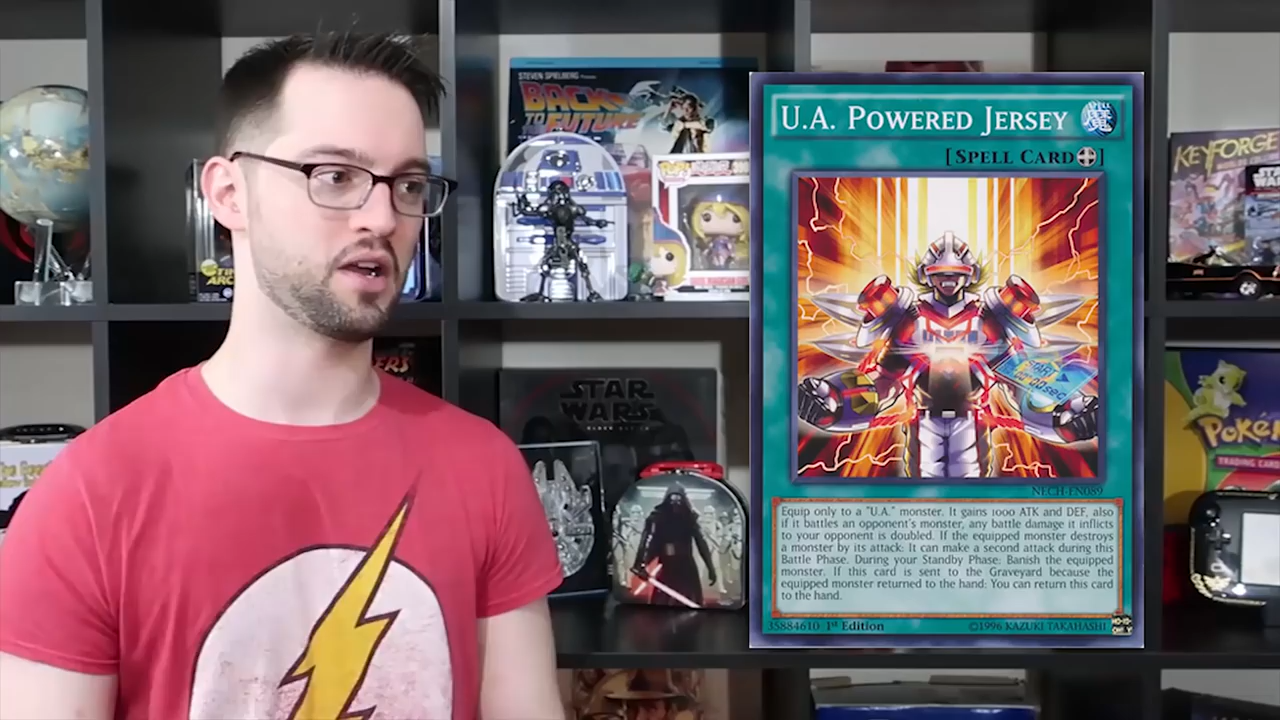 STEVEN SPIELBERG
BACK
TO THE
FUTURE
KEYFORGE
STAR
WARS
STAR
WARS
POP!
Poké
TRADING CARD
U.A. POWERED JERSEY
[SPELL CARD]
NECH-EN089
Equip only to a "U.A." monster. It gains 1000 ATK and DEF, also
if it battles an opponent's monster, any battle damage it inflicts
to your opponent is doubled. If the equipped monster destroys
a monster by its attack: It can make a second attack during this
Battle Phase. During your Standby Phase: Banish the equipped
monster. If this card is sent to the Graveyard because the
equipped monster returned to the hand: You can return this card
to the hand.
35884610 1st Edition
©1996 KAZUKI TAKAHASHI